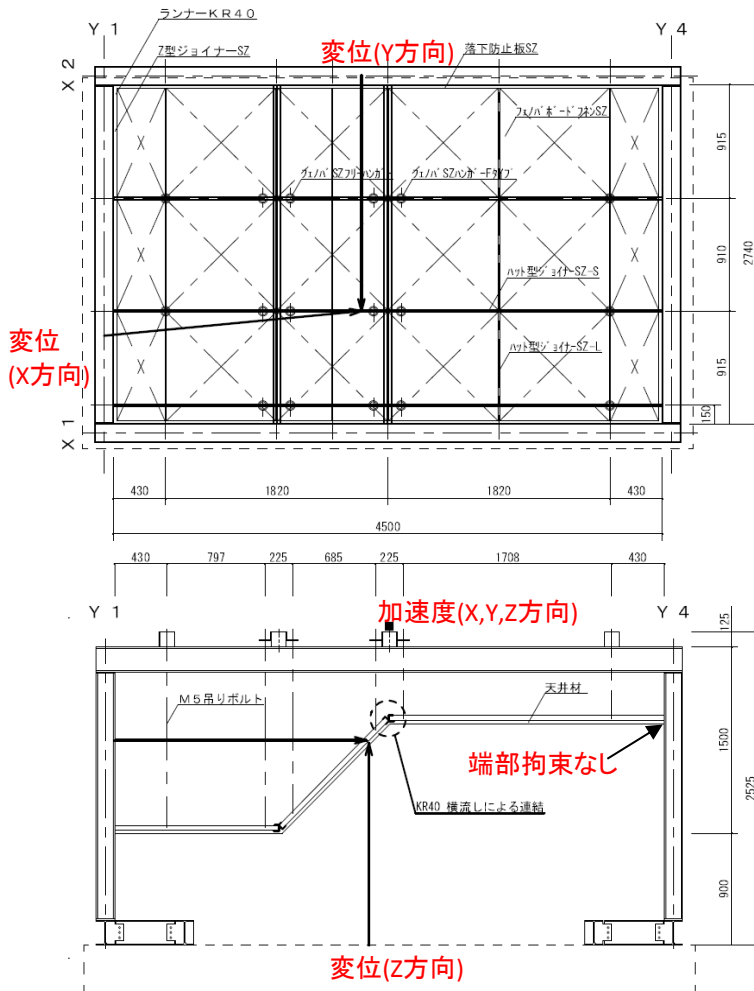 ランナーKR40
Y 1
変位(Y方向)
落下防止板SZ
Y 4
Z型ジョイナーSZ
X 2
フェノバボードフネンSZ
915
フェノバSZフリーハンガー
フェノバSZハンガーFタイプ
910
2740
ハット型ジョイナーSZ-S
変位
(X方向)
ハット型ジョイナーSZ-L
915
150
X 1
430
1820
1820
430
4500
430
797
225
685
225
1708
430
Y 1
加速度(X,Y,Z方向)
Y 4
125
M5吊りボルト
天井材
1500
端部拘束なし
2525
KR40 横流しによる連結
900
変位(Z方向)